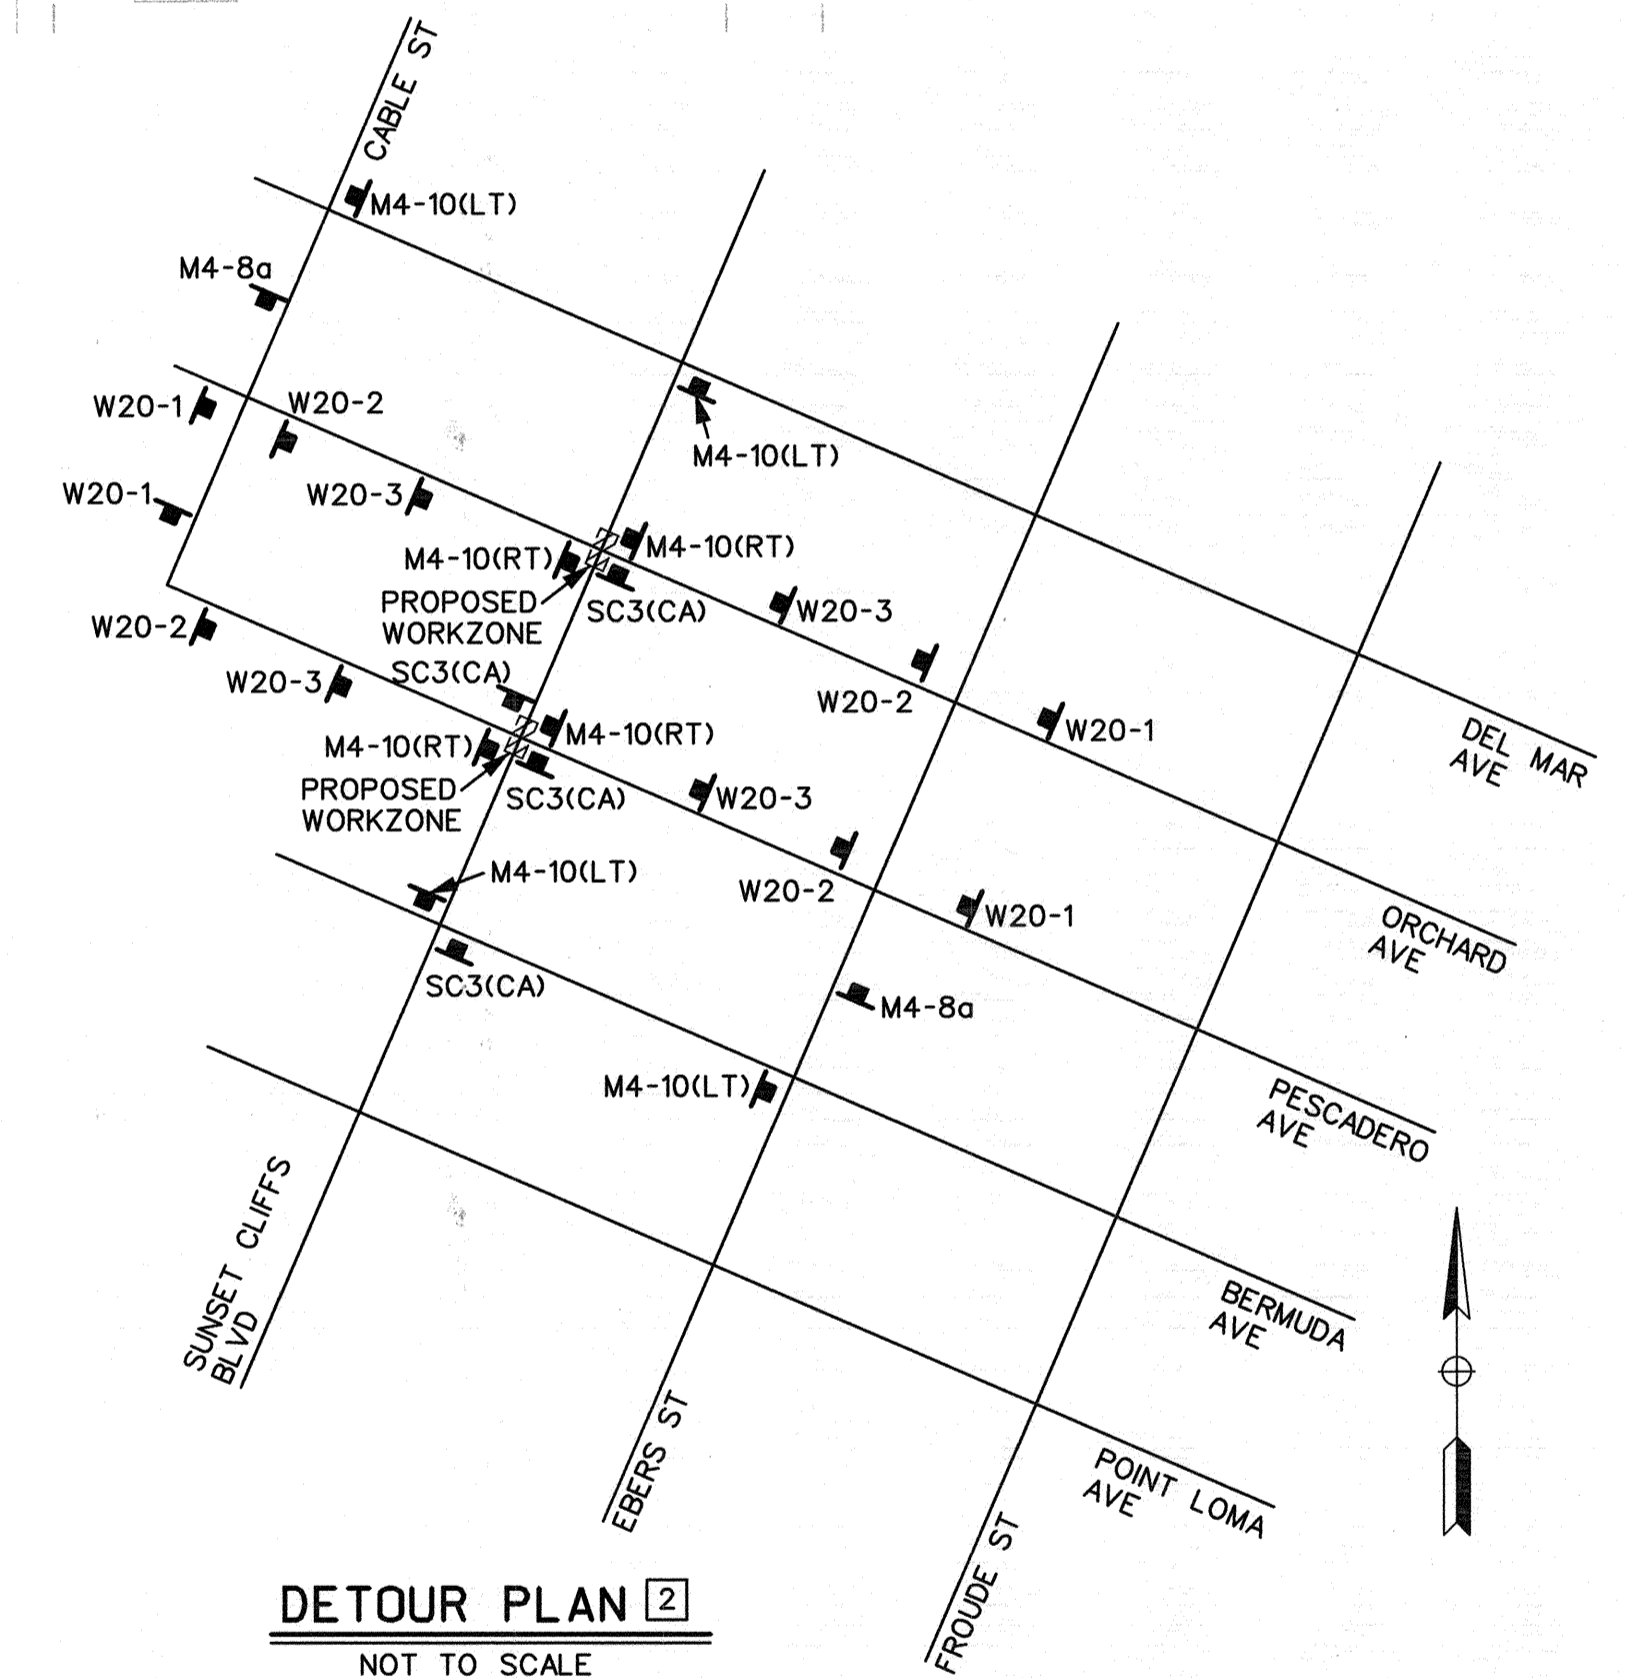 CABLE ST
M4-10(LT)
M4-8a
W20-1
W20-2
M4-10(LT)
W20-3
W20-1
M4-10(RT)
M4-10(RT)
PROPOSED
WORKZONE
SC3(CA)
W20-3
W20-2
SC3(CA)
W20-3
W20-2
W20-1
M4-10(RT)
M4-10(RT)
PROPOSED
WORKZONE
SC3(CA)
W20-3
DEL MAR
AVE
M4-10(LT)
W20-2
W20-1
ORCHARD
AVE
SC3(CA)
M4-8a
M4-10(LT)
PESCADERO
AVE
SUNSET CLIFFS
BLVD
BERMUDA
AVE
EBERS ST
POINT LOMA
AVE
FROUDE ST
DETOUR PLAN 2
NOT TO SCALE